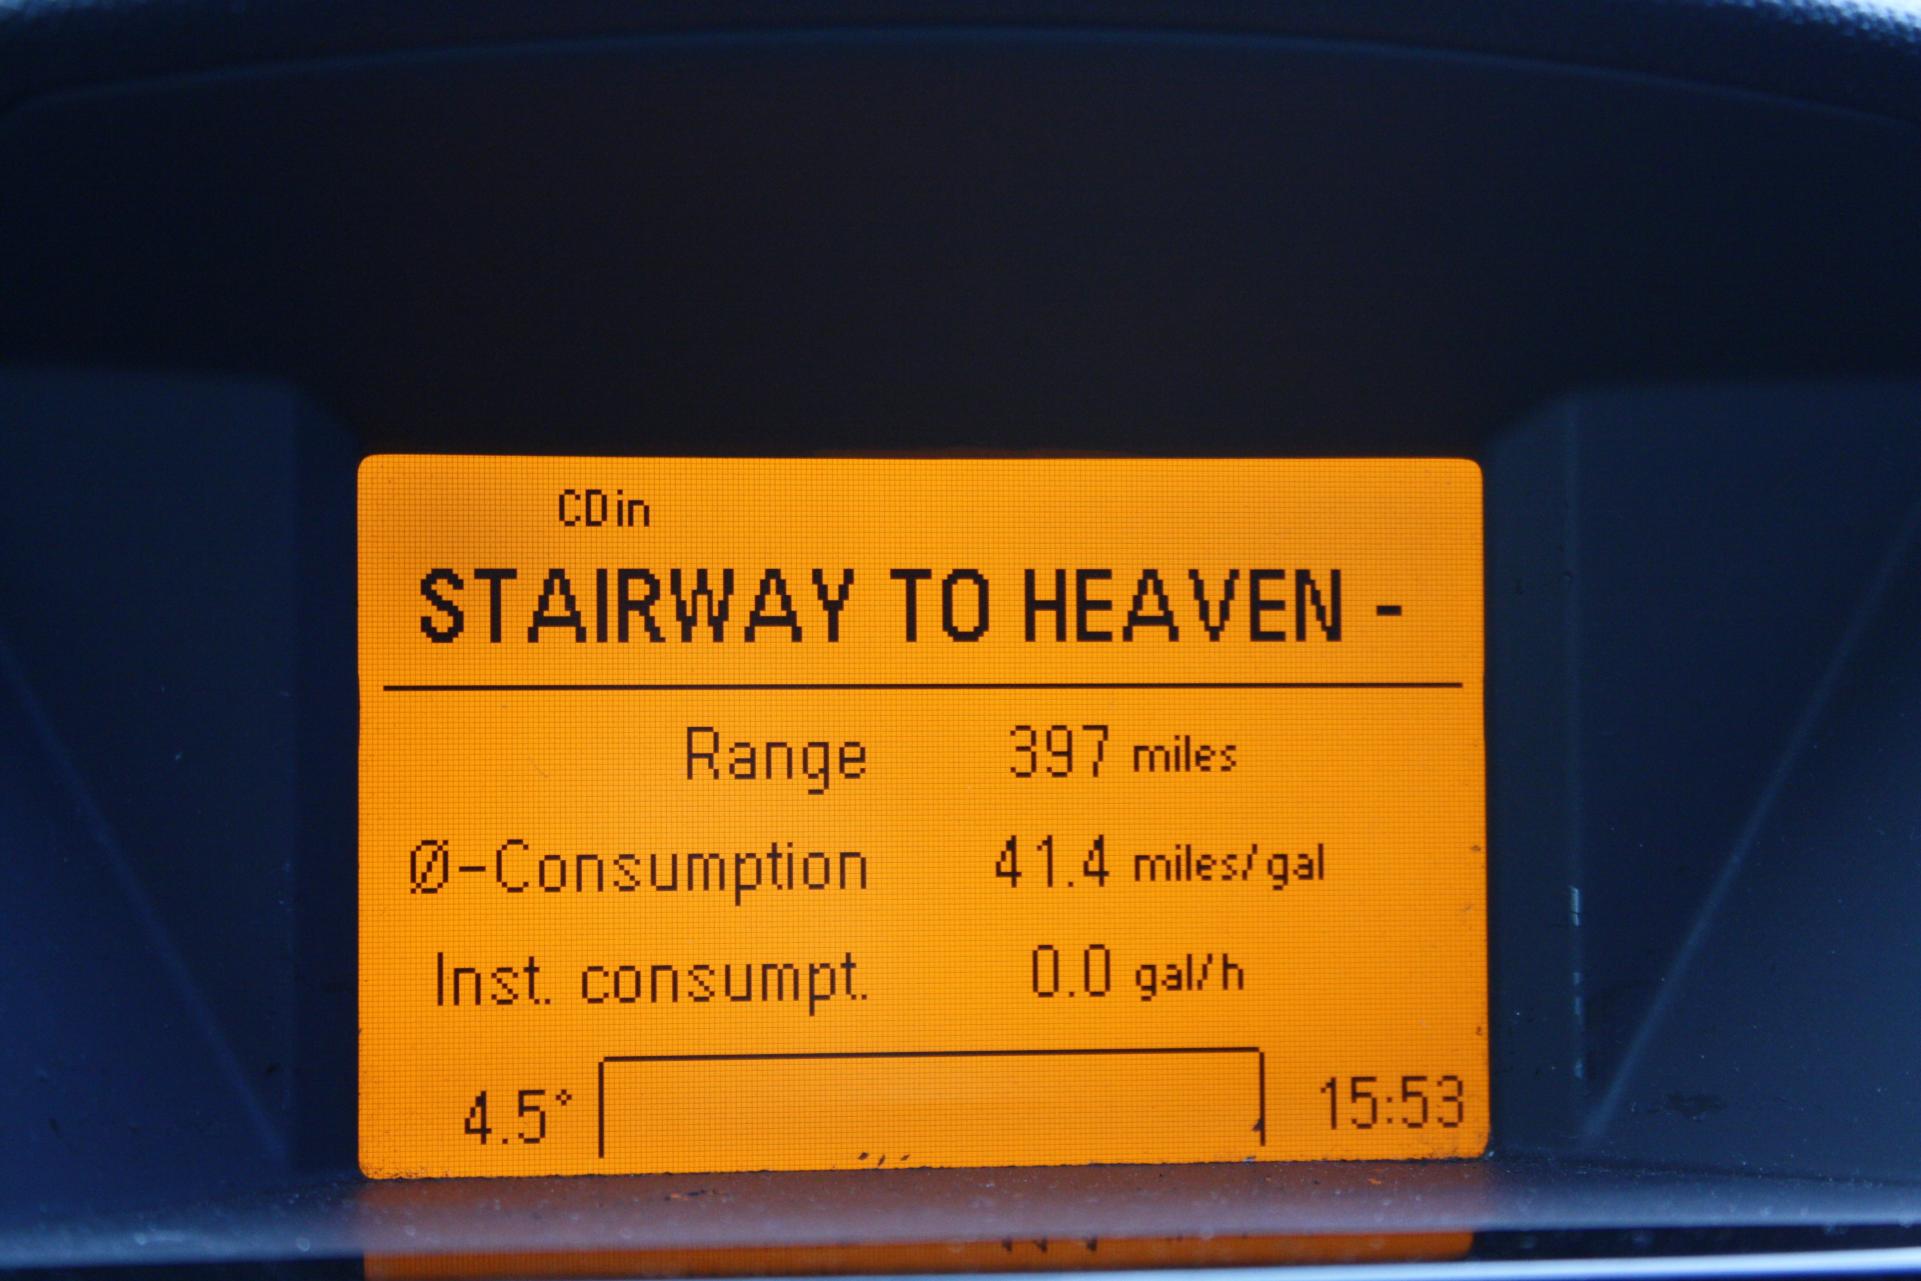 CD in
STAIRWAY TO HEAVEN -
Range 397 miles
Ø-Consumption 41.4 miles/gal
Inst. consumpt. 0.0 gal/h
4.5° 15:53